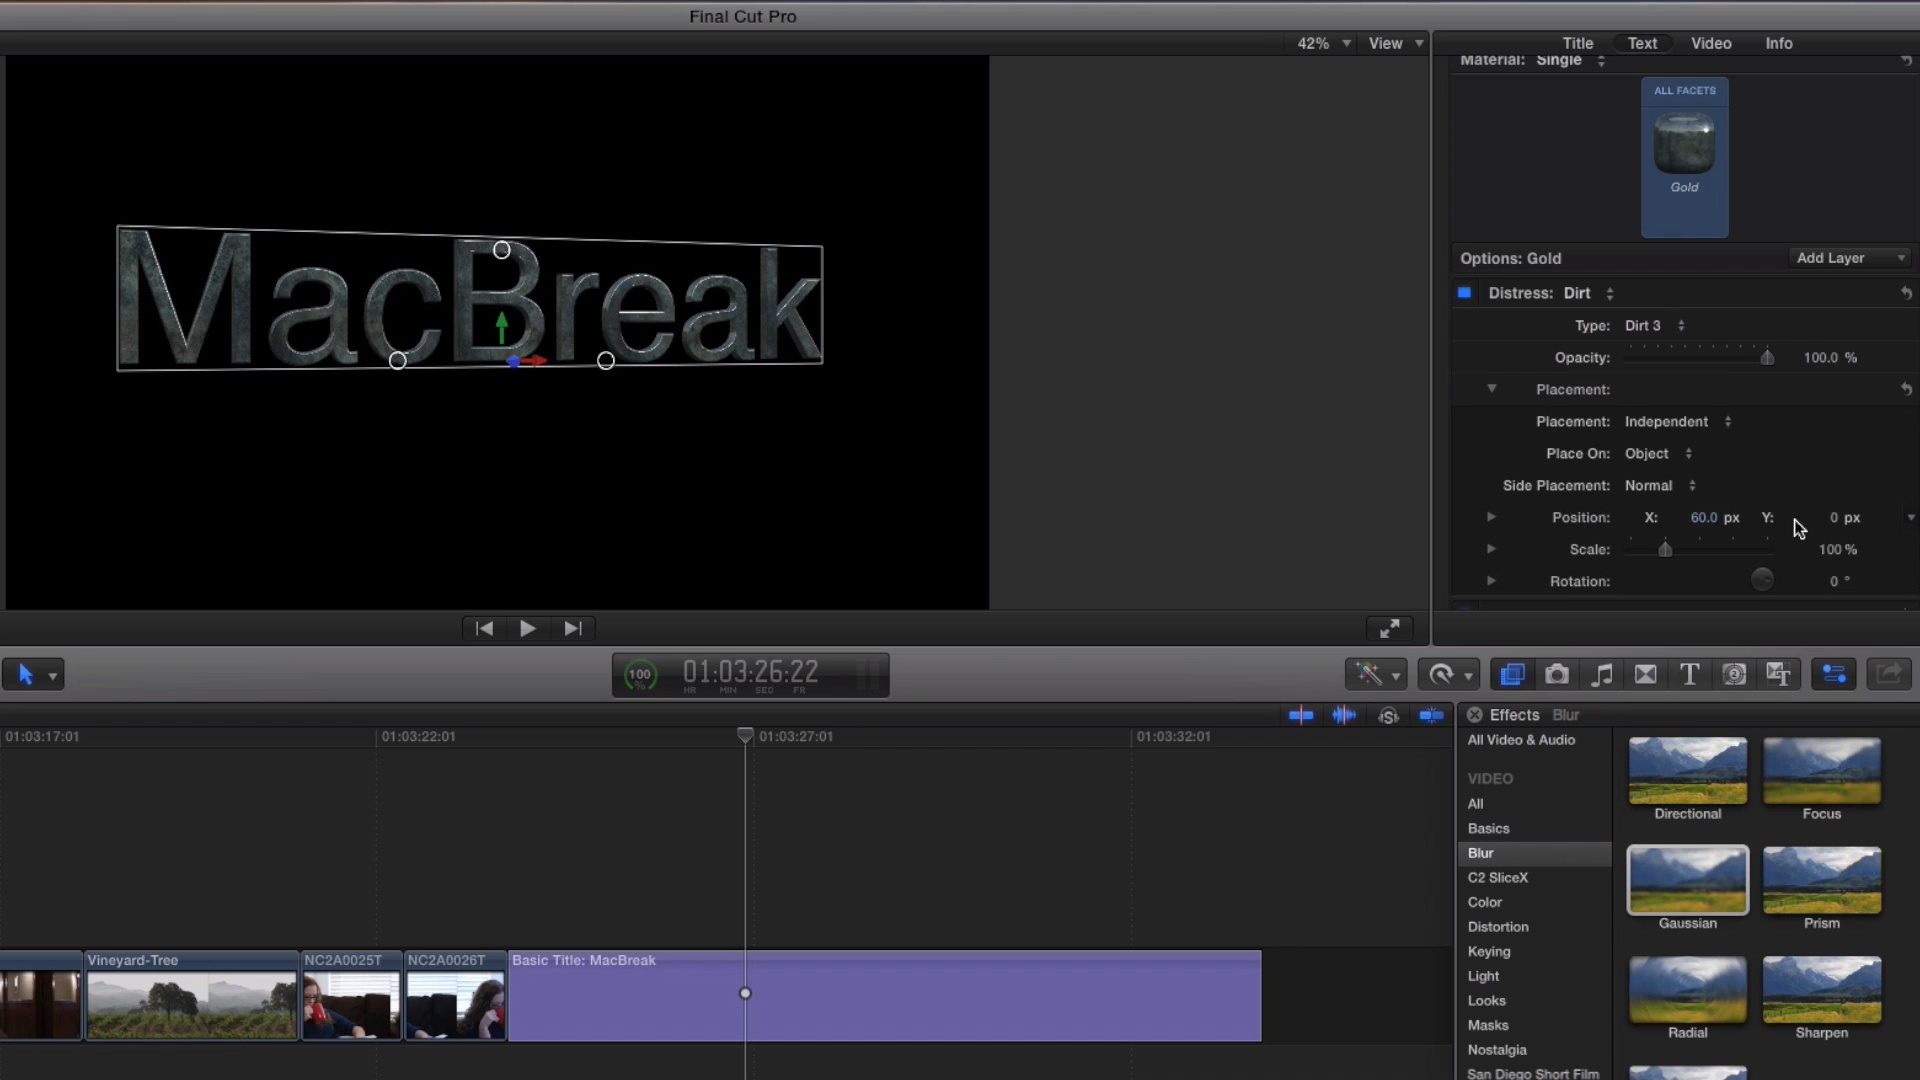 Final Cut Pro
42% View
Title Text Video Info
Material: Single
ALL FACETS
Gold
MacBreak
Options: Gold Add Layer
Distress: Dirt
Type: Dirt 3
Opacity: 100.0 %
Placement:
Placement: Independent
Place On: Object
Side Placement: Normal
Position: X: 60.0 px Y: 0 px
Scale: 100 %
Rotation: 0 °
100 % 01:03:26:22
HR MIN SEC FR
Effects Blur
01:03:17:01 01:03:22:01 01:03:27:01 01:03:32:01
All Video & Audio
VIDEO
All
Basics
Blur
C2 SliceX
Color
Distortion
Keying
Light
Looks
Masks
Nostalgia
San Diego Short Film
Directional Focus
Gaussian Prism
Radial Sharpen
Vineyard-Tree NC2A0025T NC2A0026T Basic Title: MacBreak